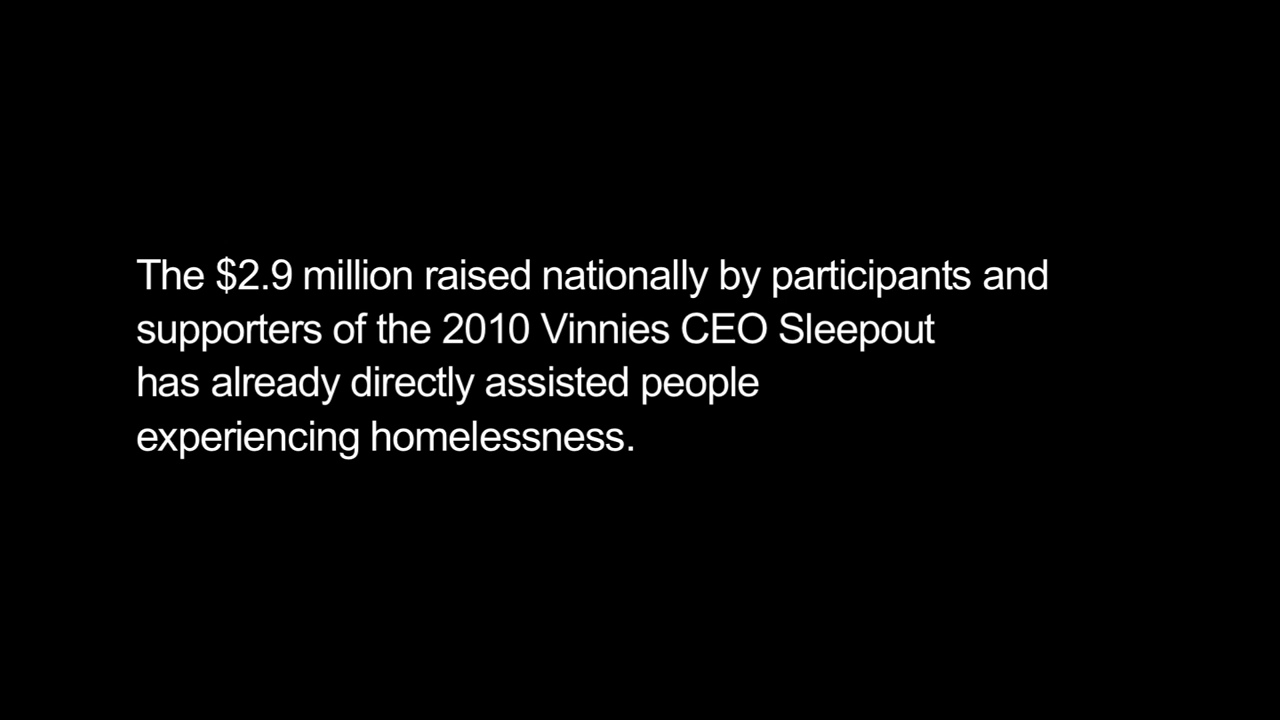 The $2.9 million raised nationally by participants and
supporters of the 2010 Vinnies CEO Sleepout
has already directly assisted people
experiencing homelessness.